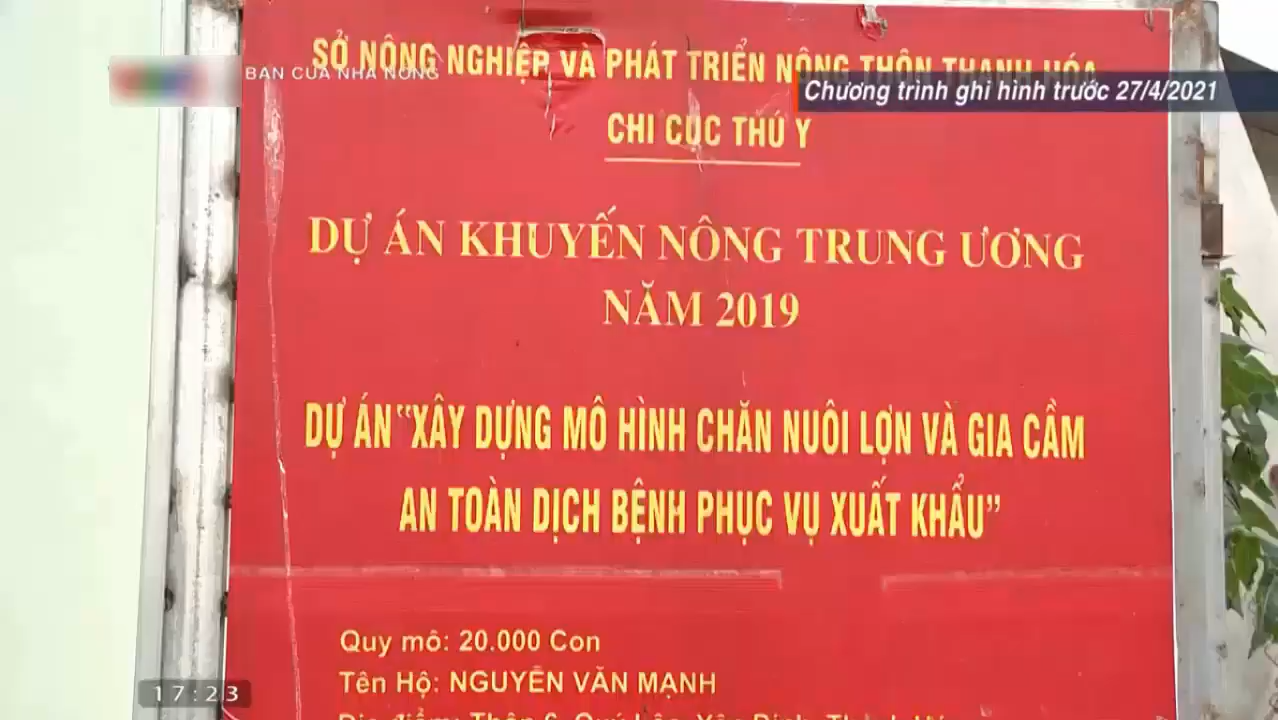 SỞ NÔNG NGHIỆP VÀ PHÁT TRIỂN NÔNG THÔN THANH HÓA
BẠN CỦA NHÀ NÔNG
Chương trình ghi hình trước 27/4/2021
CHI CỤC THÚ Y
DỰ ÁN KHUYẾN NÔNG TRUNG ƯƠNG
NĂM 2019
DỰ ÁN "XÂY DỰNG MÔ HÌNH CHĂN NUÔI LỢN VÀ GIA CẦM
AN TOÀN DỊCH BỆNH PHỤC VỤ XUẤT KHẨU"
Quy mô: 20.000 Con
Tên Hộ: NGUYỄN VĂN MẠNH
17:23